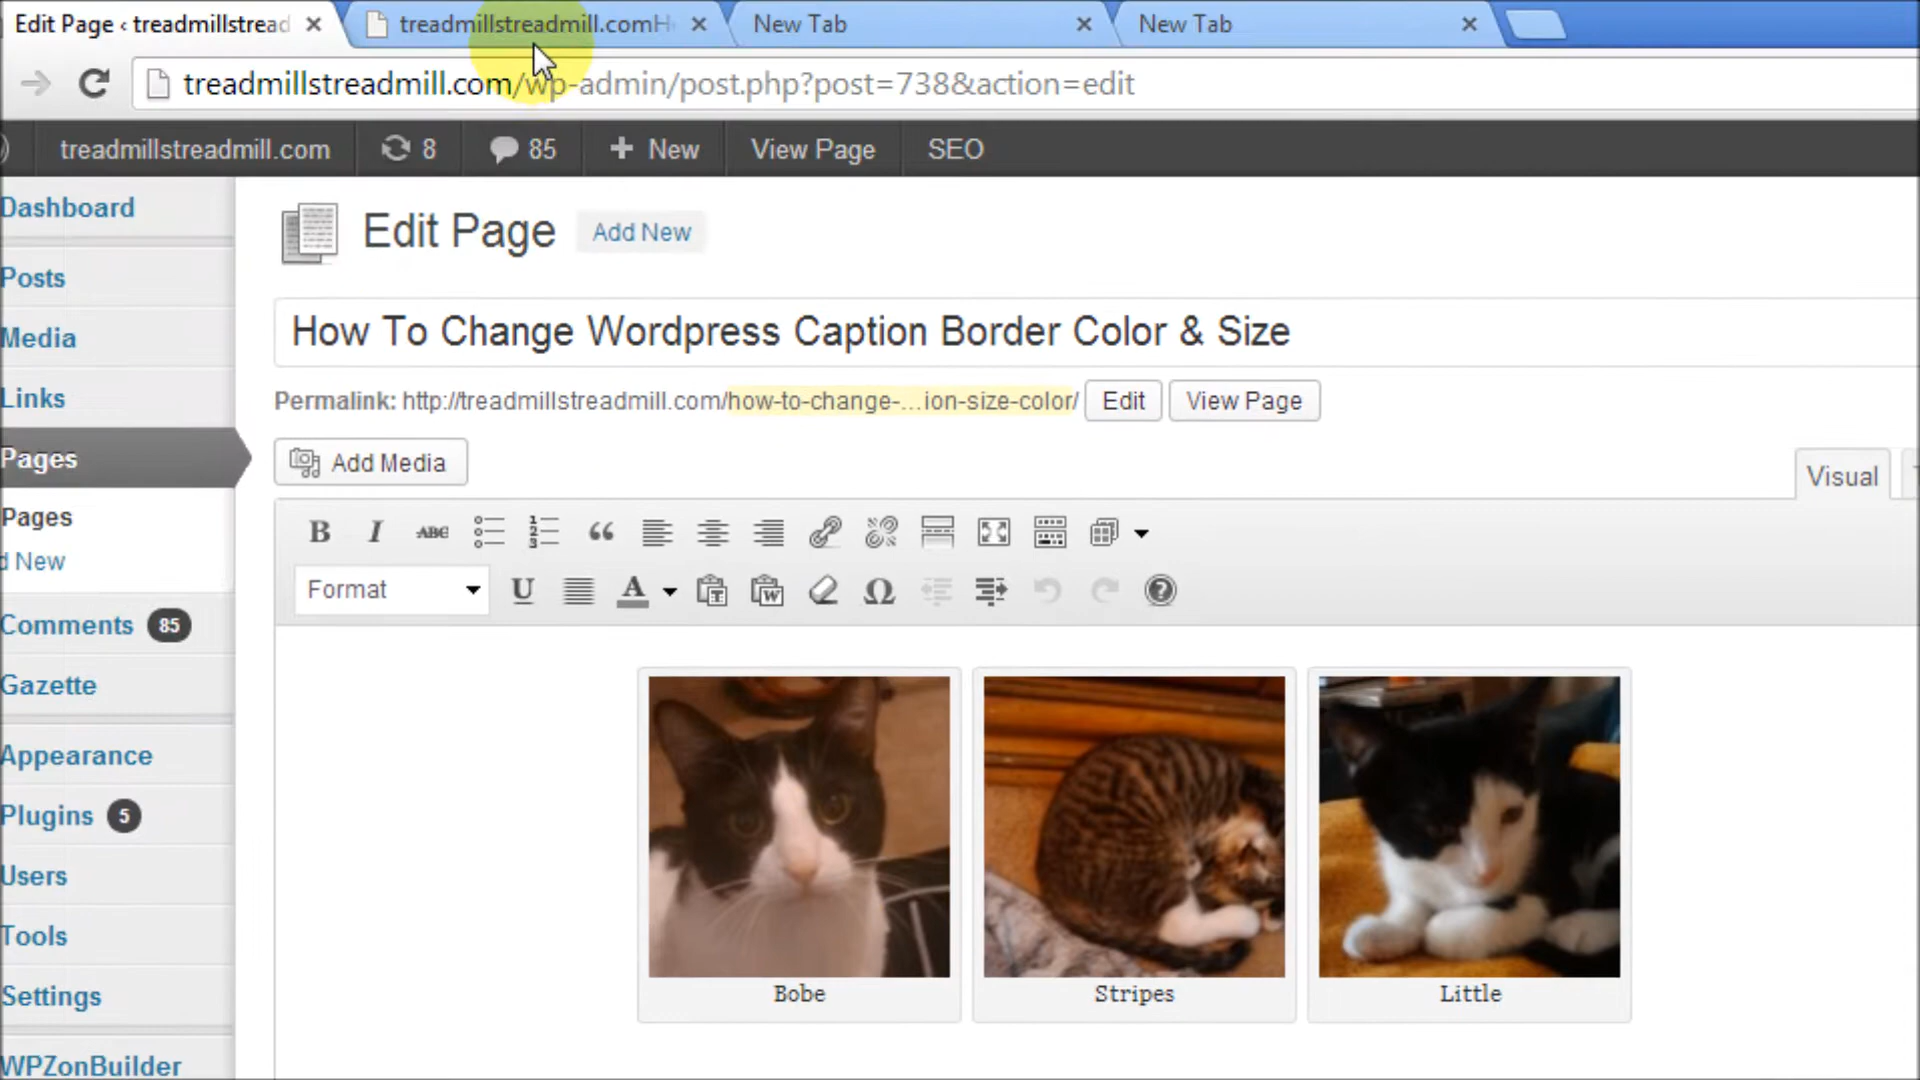 Edit Page ‹ treadmillstread
treadmillstreadmill.comH
New Tab
New Tab
treadmillstreadmill.com/wp-admin/post.php?post=738&action=edit
treadmillstreadmill.com
8
85
+ New
View Page
SEO
Dashboard
Posts
Media
Links
Pages
Pages
d New
Comments 85
Gazette
Appearance
Plugins 5
Users
Tools
Settings
WPZonBuilder
Edit Page
Add New
How To Change Wordpress Caption Border Color & Size
Permalink: http://treadmillstreadmill.com/how-to-change-...ion-size-color/
Edit
View Page
Add Media
Visual
B I ABC
Format
U A T W Ω ?
Bobe
Stripes
Little